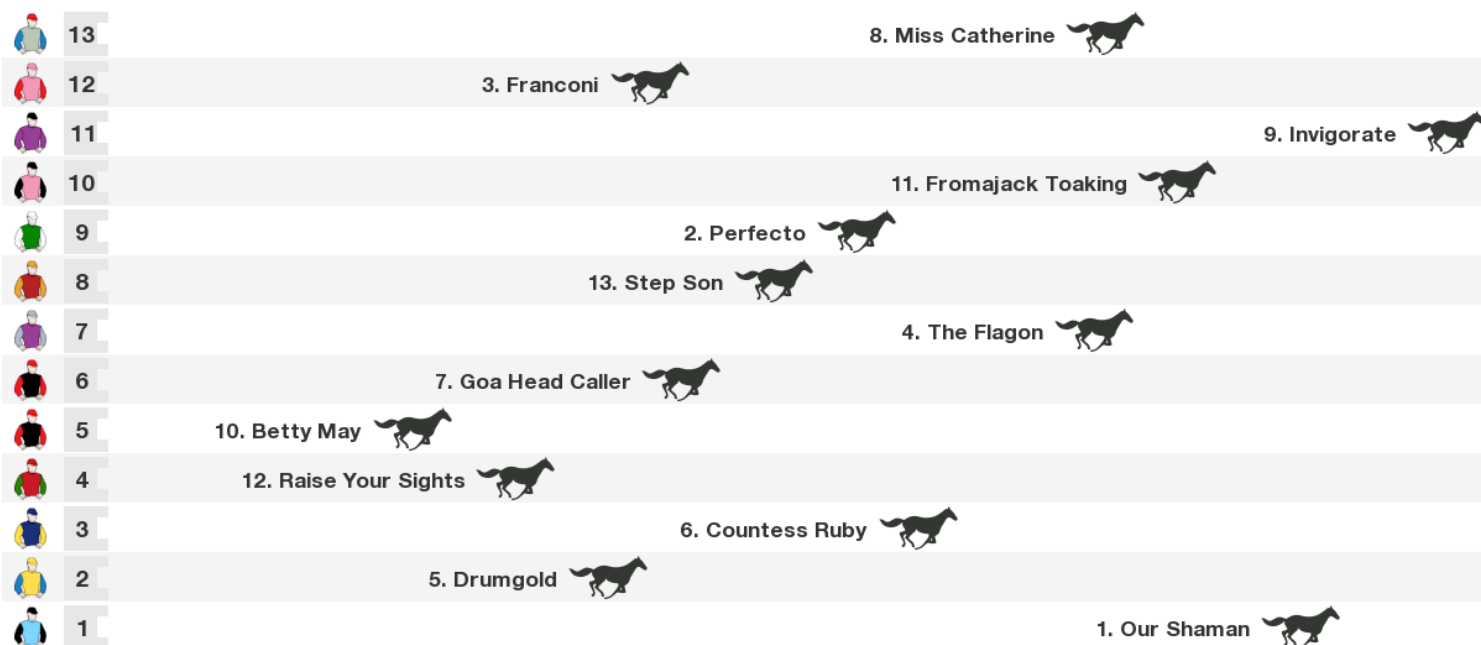 13 8. Miss Catherine
12 3. Franconi
11 9. Invigorate
10 11. Fromajack Toaking
9 2. Perfecto
8 13. Step Son
7 4. The Flagon
6 7. Goa Head Caller
5 10. Betty May
4 12. Raise Your Sights
3 6. Countess Ruby
2 5. Drumgold
1 1. Our Shaman